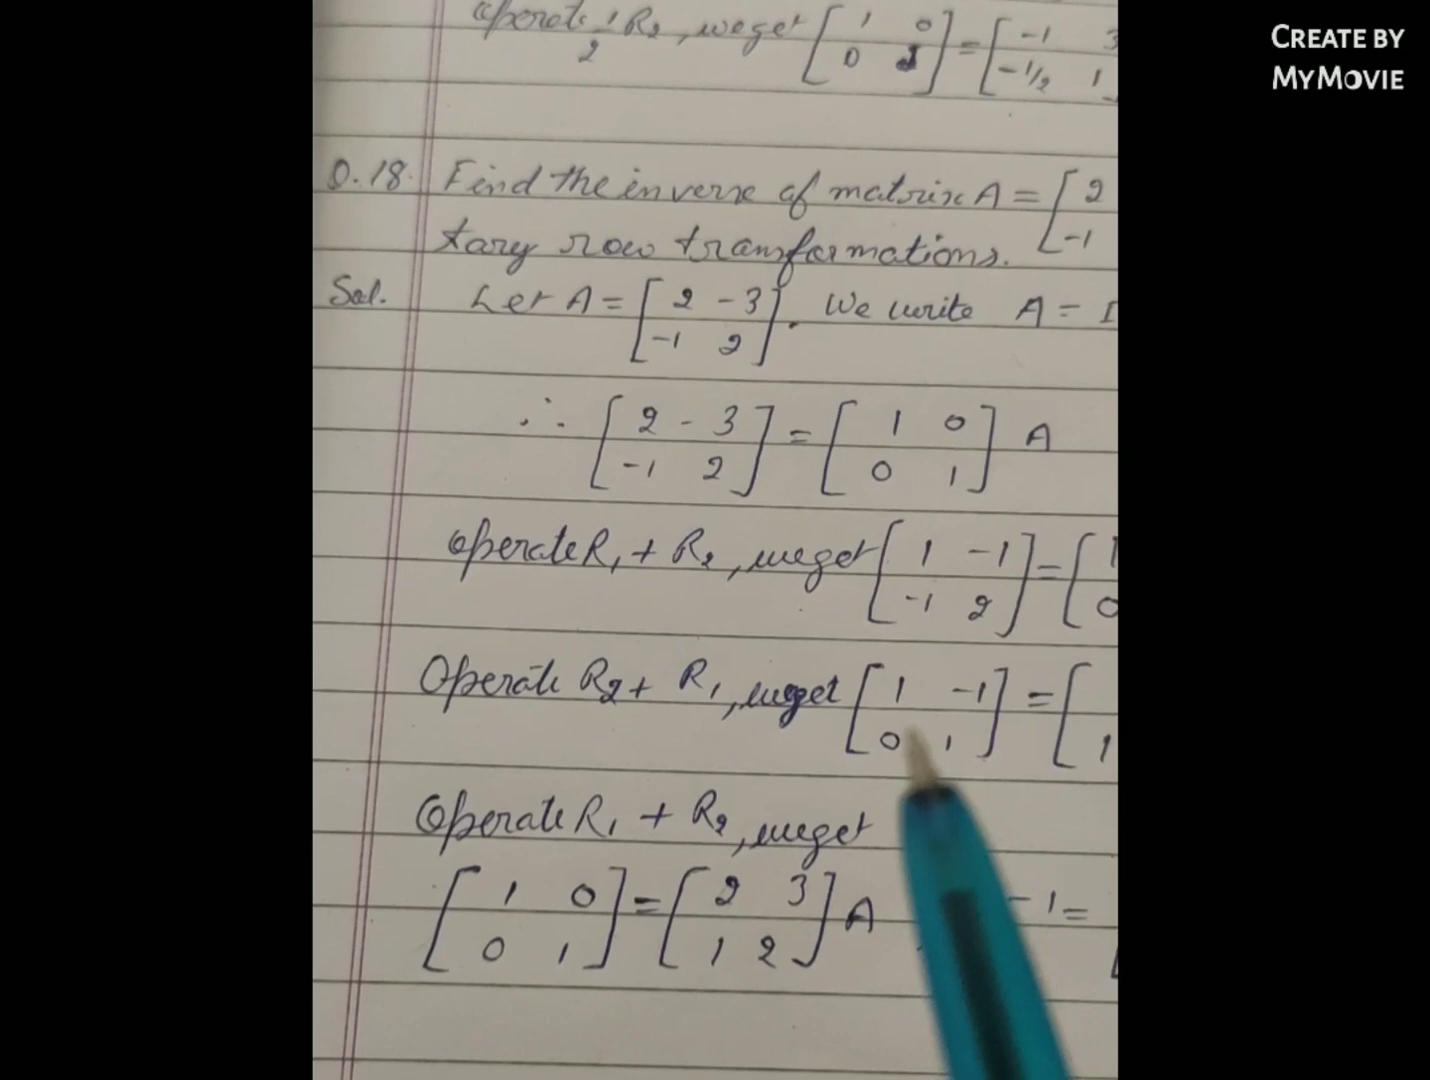 CREATE BY
MYMOVIE
Operate 1/2 R2, we get [1 0
0 1] = [-1 3
-1/2 1
Q.18. Find the inverse of matrix A = [2
-1
tary row transformations.
Sol. Let A = [2 -3
-1 2]. We write A = I
∴ [2 -3
-1 2] = [1 0
0 1] A
Operate R1 + R2, we get [1 -1
-1 2] = [1
0
Operate R2 + R1, we get [1 -1
0 1] = [
1
Operate R1 + R2, we get
[1 0
0 1] = [2 3
1 2] A -1 =
[